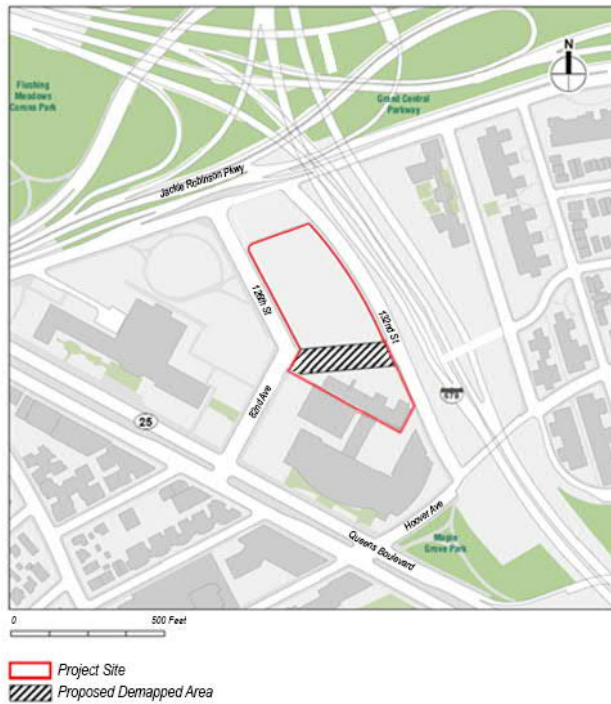 N
Flushing
Meadows
Corona Park
Grand Central
Parkway
Jackie Robinson Pkwy
126th St
132nd St
82nd Ave
678
25
Hoover Ave
Queens Boulevard
Maple
Grove Park
0 500 Feet
Project Site
Proposed Demapped Area